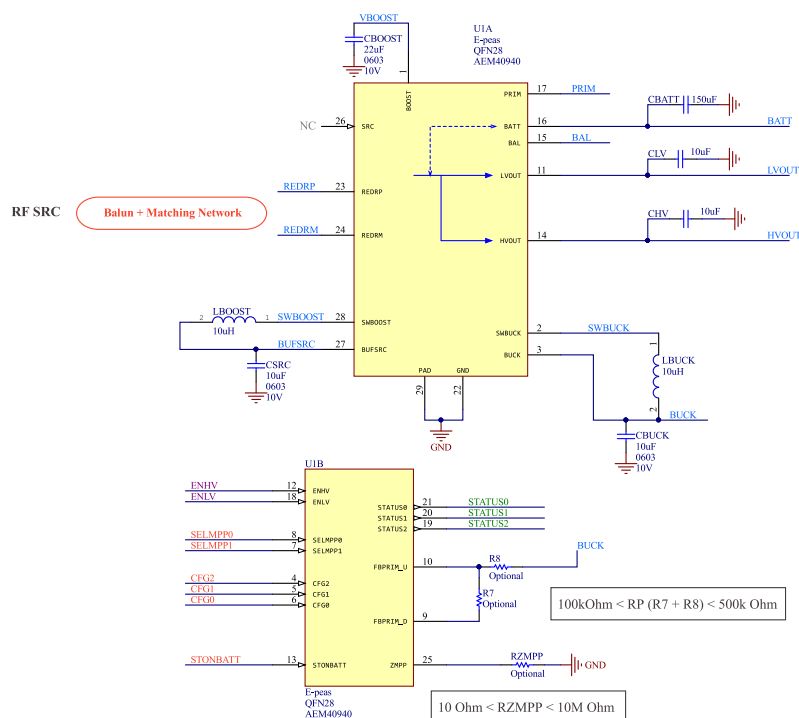 VBOOST
CBOOST
22uF
0603
10V
1
BOOST
U1A
E-peas
QFN28
AEM40940
NC
26
SRC
PRIM
17
PRIM
BATT
16
CBATT
150uF
BATT
BAL
15
BAL
LVOUT
11
CLV
10uF
LVOUT
REDRP
23
REDRP
RF SRC
Balun + Matching Network
REDRM
24
REDRM
HVOUT
14
CHV
10uF
HVOUT
LBOOST
2
1
10uH
SWBOOST
28
SWBOOST
BUFSRC
27
BUFSRC
CSRC
10uF
0603
10V
SWBUCK
2
SWBUCK
BUCK
3
1
LBUCK
10uH
2
BUCK
CBUCK
10uF
0603
10V
PAD
GND
29
22
GND
U1B
ENHV
12
ENHV
ENLV
18
ENLV
SELMPP0
8
SELMPP0
SELMPP1
7
SELMPP1
CFG2
4
CFG2
CFG1
5
CFG1
CFG0
6
CFG0
STONBATT
13
STONBATT
STATUS0
21
STATUS0
STATUS1
20
STATUS1
STATUS2
19
STATUS2
FBPRIM_U
10
R8
Optional
BUCK
R7
Optional
FBPRIM_D
9
100kOhm < RP (R7 + R8) < 500k Ohm
ZMPP
25
RZMPP
Optional
GND
E-peas
QFN28
AEM40940
10 Ohm < RZMPP < 10M Ohm